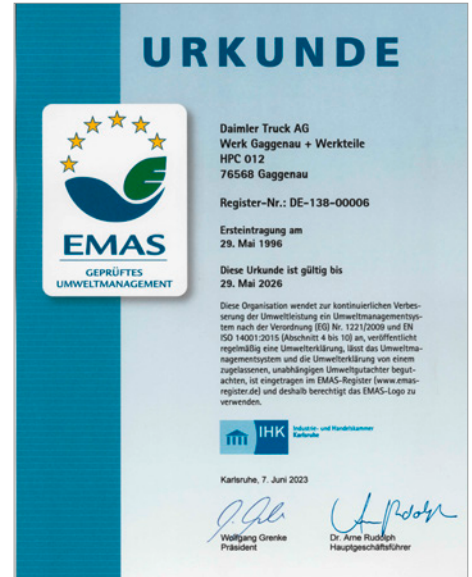 URKUNDE
EMAS
GEPRÜFTES
UMWELTMANAGEMENT
Daimler Truck AG
Werk Gaggenau + Werkteile
HPC 012
76568 Gaggenau
Register-Nr.: DE-138-00006
Ersteintragung am
29. Mai 1996
Diese Urkunde ist gültig bis
29. Mai 2026
Diese Organisation wendet zur kontinuierlichen Verbes-
serung der Umweltleistung ein Umweltmanagementsys-
tem nach der Verordnung (EG) Nr. 1221/2009 und EN
ISO 14001:2015 (Abschnitt 4 bis 10) an, veröffentlicht
regelmäßig eine Umwelterklärung, lässt das Umweltma-
nagementsystem und die Umwelterklärung von einem
zugelassenen, unabhängigen Umweltgutachter begut-
achten, ist eingetragen im EMAS-Register (www.emas-
register.de) und deshalb berechtigt das EMAS-Logo zu
verwenden.
IHK Industrie- und Handelskammer
Karlsruhe
Karlsruhe, 7. Juni 2023
Wolfgang Grenke
Präsident
Dr. Arne Rudolph
Hauptgeschäftsführer